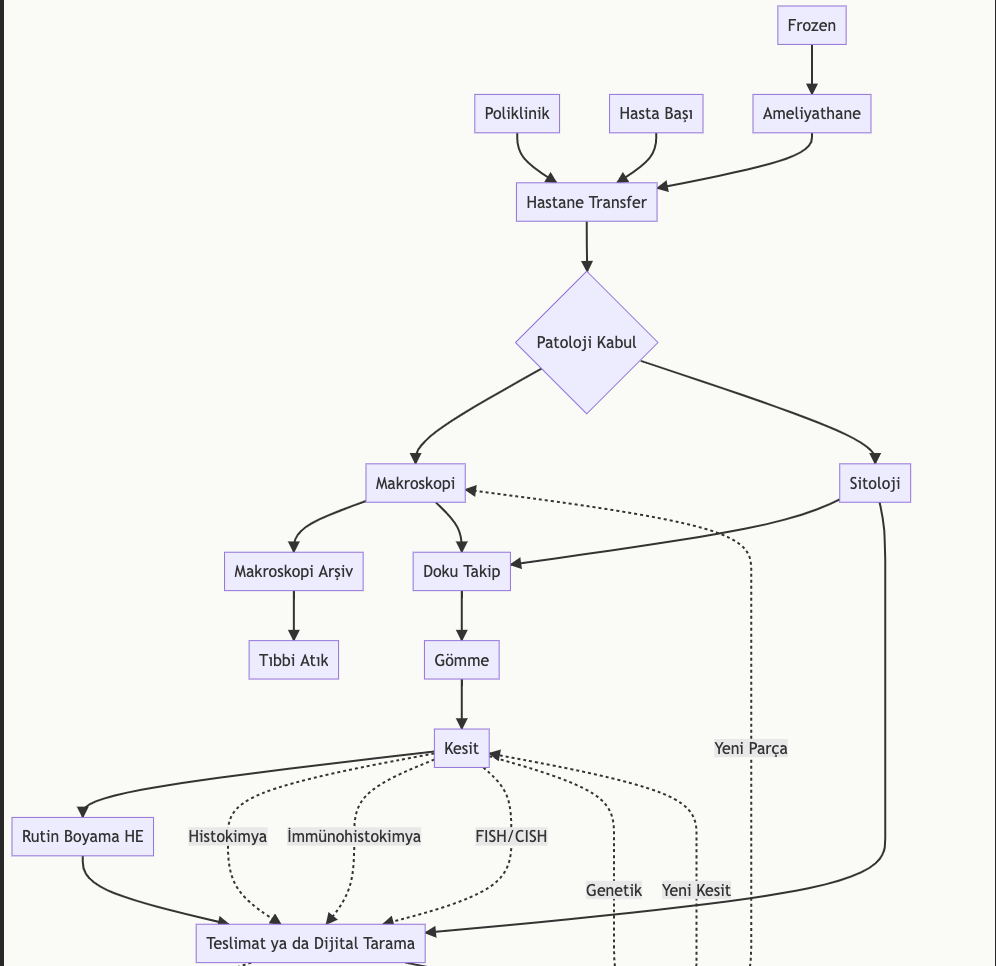 Frozen
Poliklinik
Hasta Başı
Ameliyathane
Hastane Transfer
Patoloji Kabul
Makroskopi
Sitoloji
Makroskopi Arşiv
Doku Takip
Tıbbi Atık
Gömme
Kesit
Yeni Parça
Rutin Boyama HE
Histokimya
İmmünohistokimya
FISH/CISH
Genetik
Yeni Kesit
Teslimat ya da Dijital Tarama